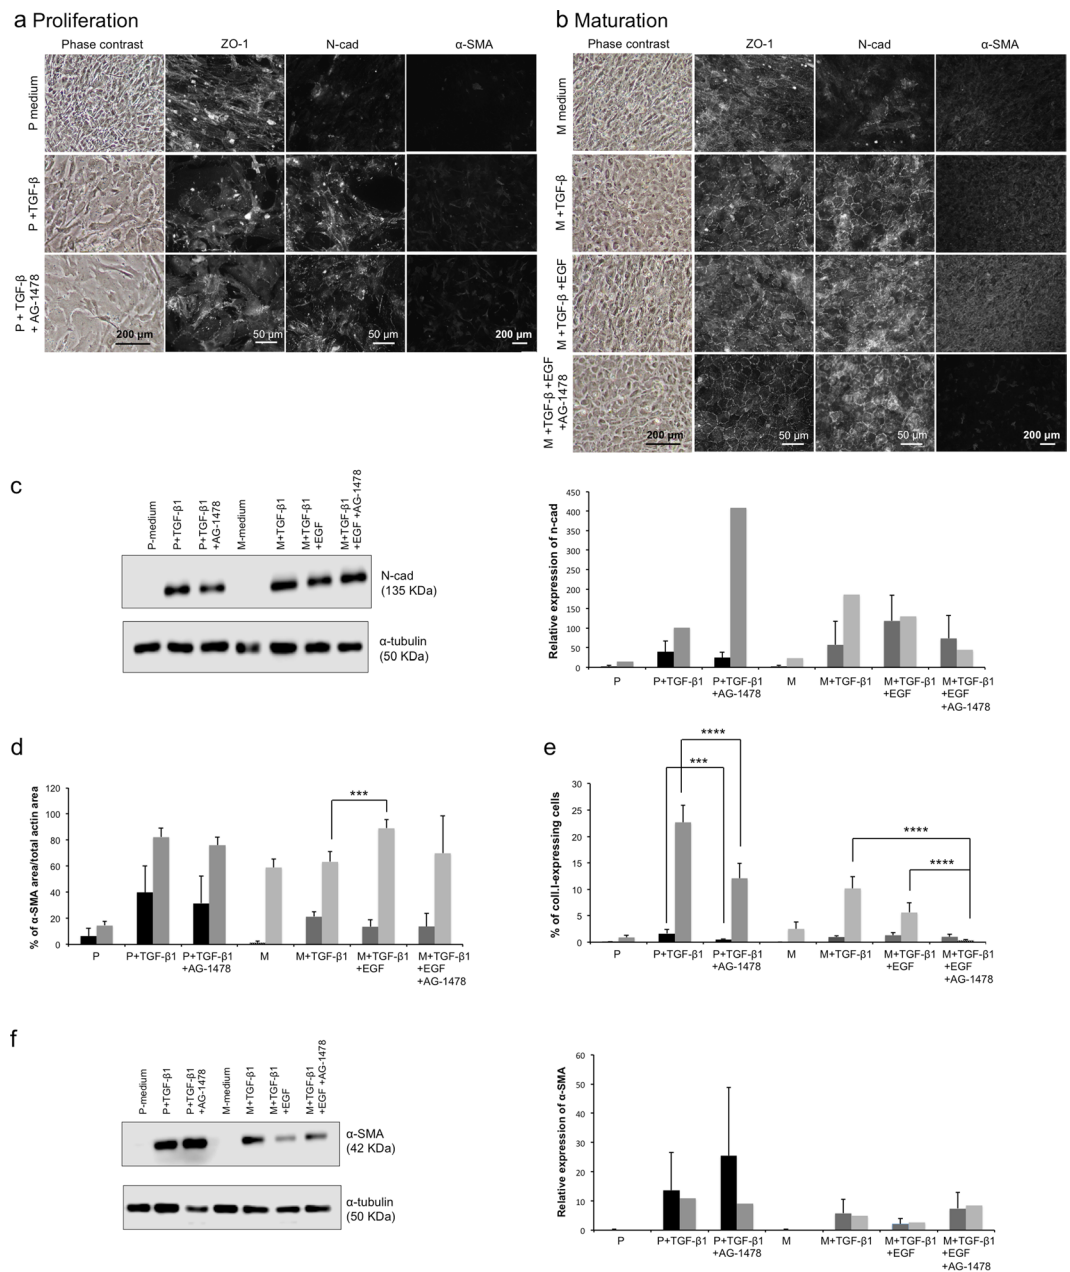 a Proliferation
Phase contrast ZO-1 N-cad α-SMA
P medium
P +TGF-β
P + TGF-β
+ AG-1478
200 μm 50 μm 50 μm 200 μm
b Maturation
Phase contrast ZO-1 N-cad α-SMA
M medium
M +TGF-β
M +TGF-β +EGF
M +TGF-β +EGF
+AG-1478
200 μm 50 μm 50 μm 200 μm
c
P-medium
P+TGF-β1
P+TGF-β1
+AG-1478
M-medium
M+TGF-β1
M+TGF-β1
+EGF
M+TGF-β1
+EGF +AG-1478
N-cad
(135 KDa)
α-tubulin
(50 KDa)
Relative expression of n-cad
450
400
350
300
250
200
150
100
50
0
P P+TGF-β1 P+TGF-β1 M M+TGF-β1 M+TGF-β1 M+TGF-β1
+AG-1478 +EGF +EGF
+AG-1478
d
% of α-SMA area/total actin area
120
100
80
60
40
20
0
***
P P+TGF-β1 P+TGF-β1 M M+TGF-β1 M+TGF-β1 M+TGF-β1
+AG-1478 +EGF +EGF
+AG-1478
e
% of coll.I-expressing cells
30
25
20
15
10
5
0
****
***
****
****
P P+TGF-β1 P+TGF-β1 M M+TGF-β1 M+TGF-β1 M+TGF-β1
+AG-1478 +EGF +EGF
+AG-1478
f
P-medium
P+TGF-β1
P+TGF-β1
+AG-1478
M-medium
M+TGF-β1
M+TGF-β1
+EGF
M+TGF-β1
+EGF +AG-1478
α-SMA
(42 KDa)
α-tubulin
(50 KDa)
Relative expression of α-SMA
60
50
40
30
20
10
0
P P+TGF-β1 P+TGF-β1 M M+TGF-β1 M+TGF-β1 M+TGF-β1
+AG-1478 +EGF +EGF
+AG-1478